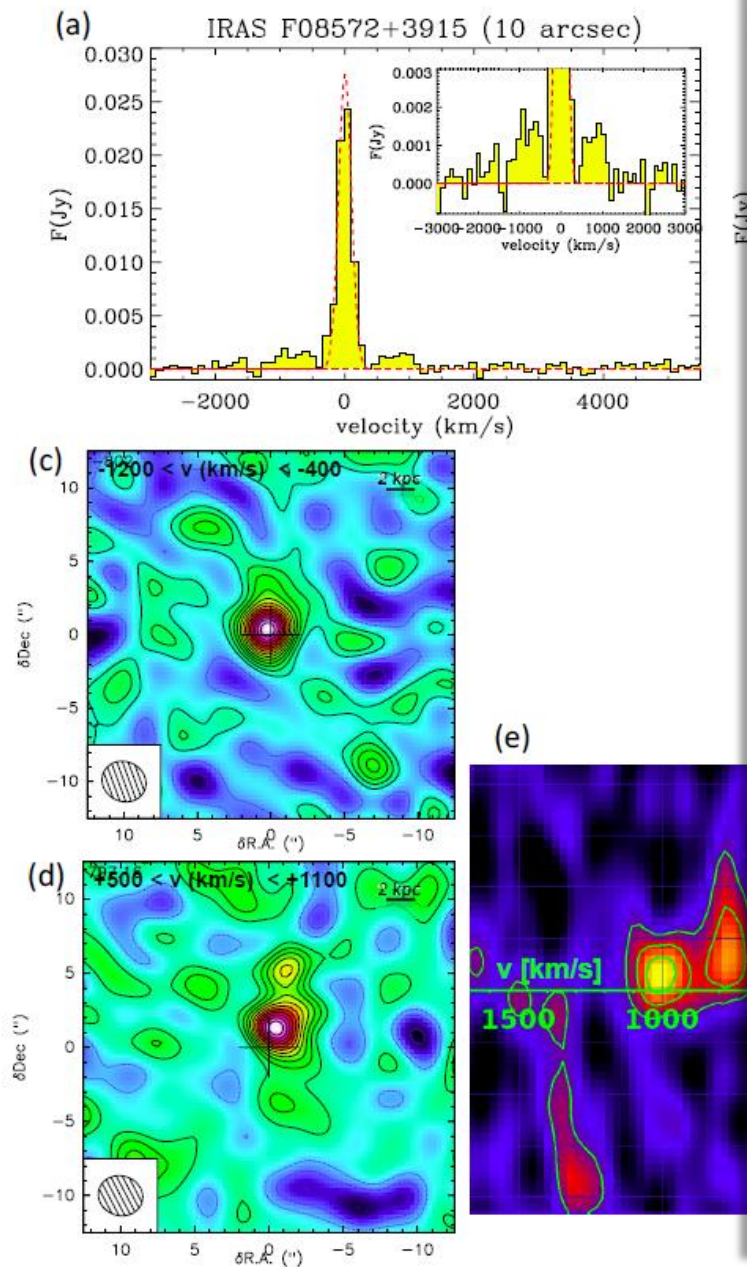 (a)
IRAS F08572+3915 (10 arcsec)
F(Jy)
0.030
0.025
0.020
0.015
0.010
0.005
0.000
-2000 0 2000 4000
velocity (km/s)
F(Jy)
0.003
0.002
0.001
0.000
-3000 -2000 -1000 0 1000 2000 3000
velocity (km/s)
F(Jy)
(c)
-1200 < v (km/s) < -400
2 kpc
δDec (")
10
5
0
-5
-10
10 5 0 -5 -10
δR.A. (")
(d)
+500 < v (km/s) < +1100
2 kpc
δDec (")
10
5
0
-5
-10
10 5 0 -5 -10
δR.A. (")
(e)
v [km/s]
1500 1000